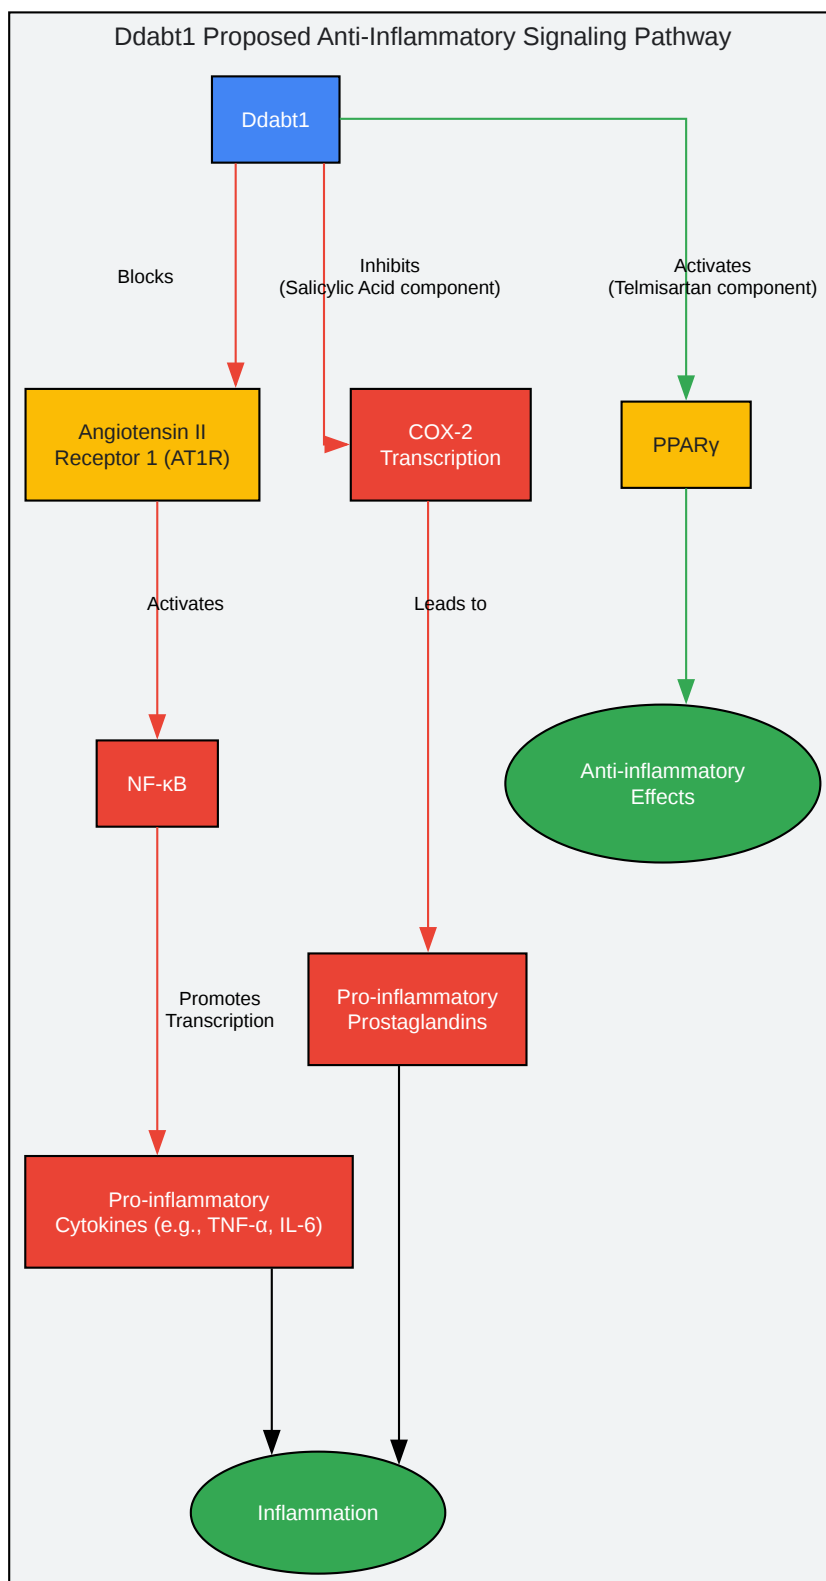 Ddabt1 Proposed Anti-Inflammatory Signaling Pathway
Ddabt1
Blocks
Inhibits
(Salicylic Acid component)
Activates
(Telmisartan component)
Angiotensin II
Receptor 1 (AT1R)
COX-2
Transcription
PPARγ
Activates
Leads to
NF-κB
Anti-inflammatory
Effects
Promotes
Transcription
Pro-inflammatory
Prostaglandins
Pro-inflammatory
Cytokines (e.g., TNF-α, IL-6)
Inflammation